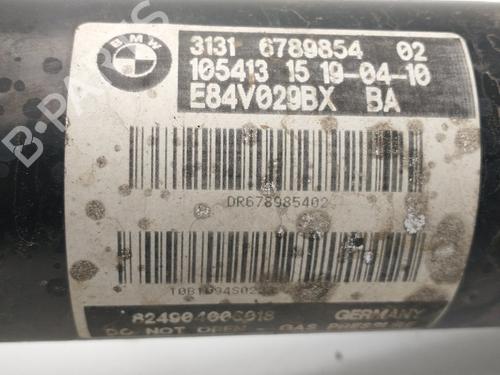 BMW
3131 6789854 02
105413 15 19-04-10
E84V029BX BA
DR678985402
GERMANY
DO NOT OPEN - GAS PRESSURE
B-PARTS